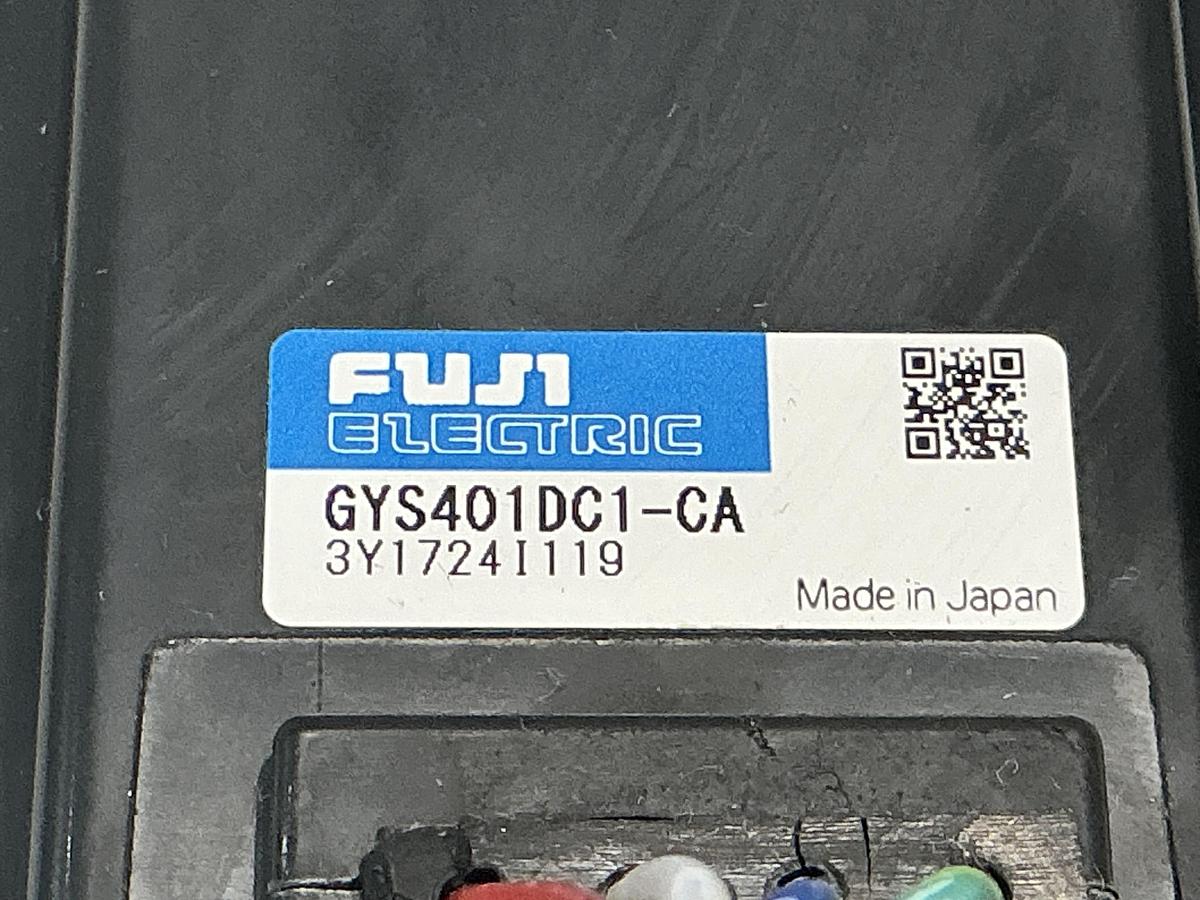 FUJI
ELECTRIC
GYS401DC1-CA
3Y1724I119
Made in Japan